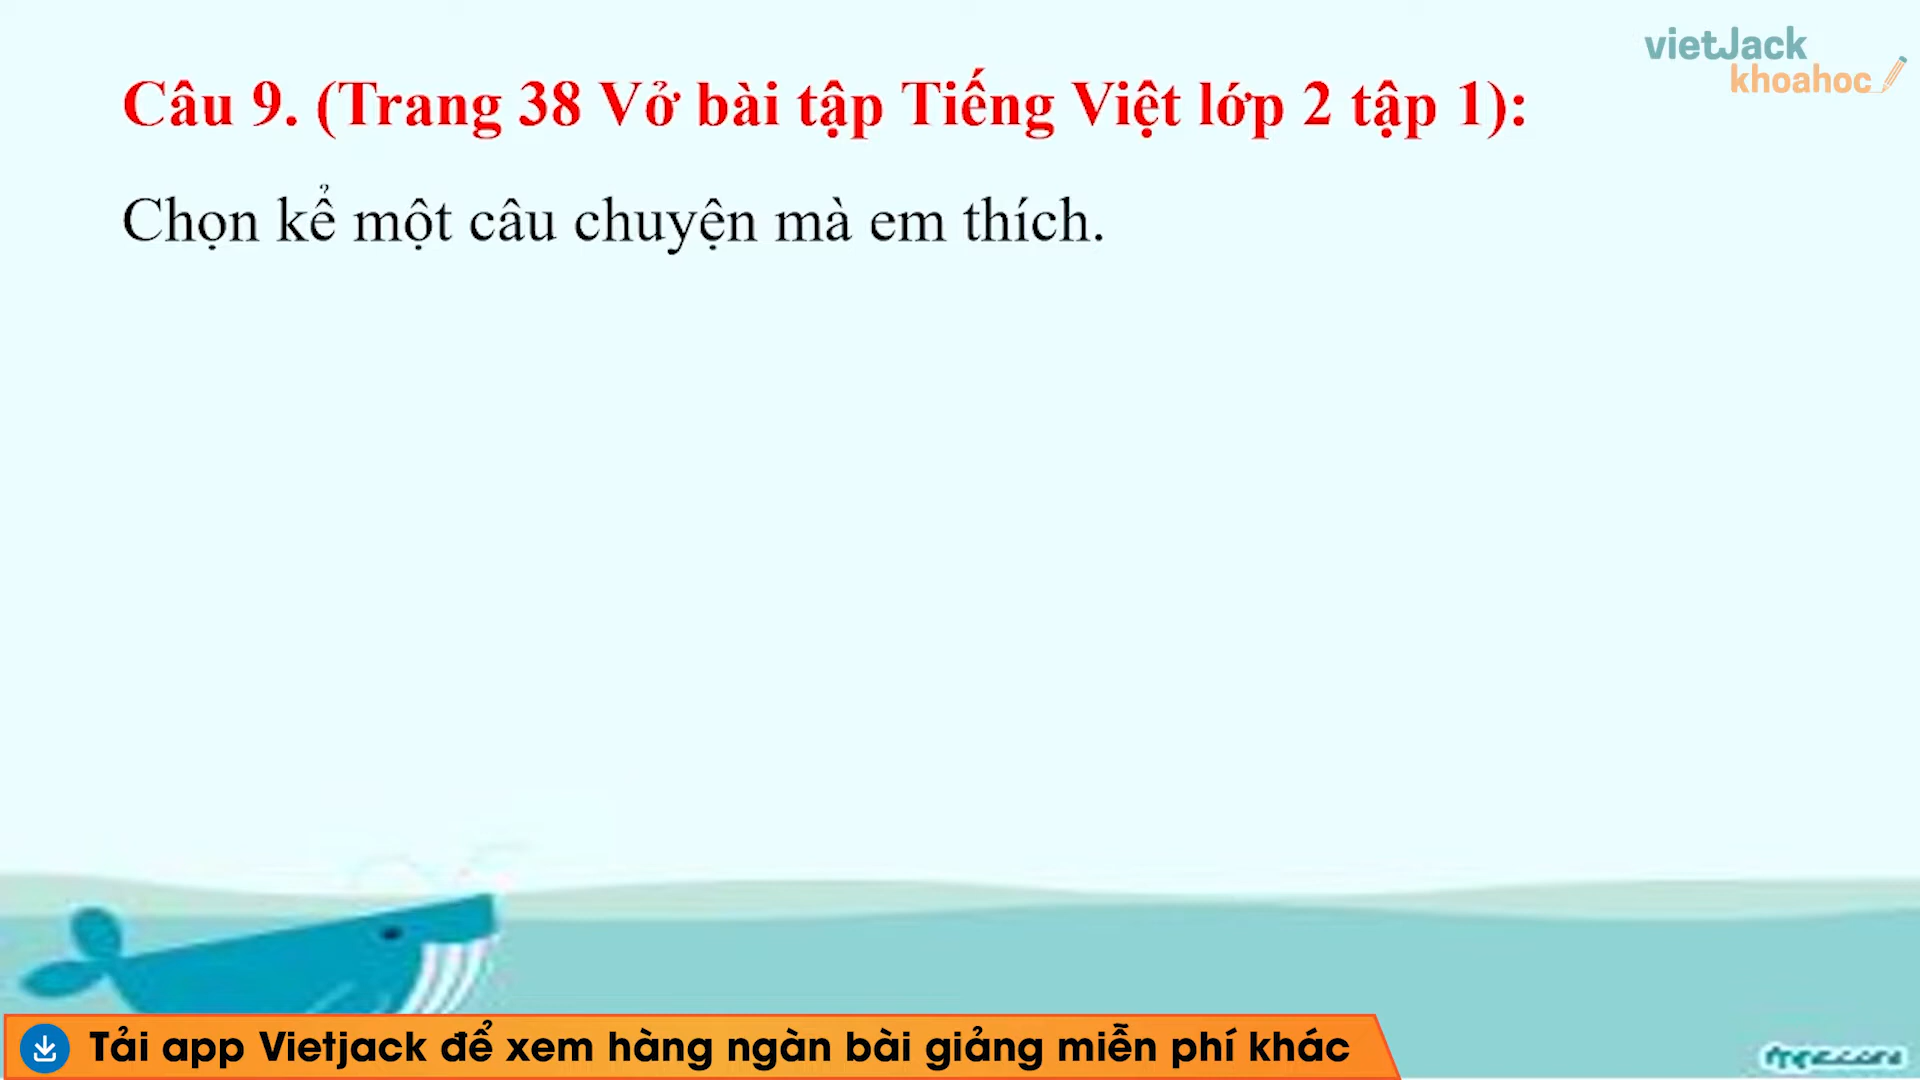 vietJack
khoahoc
Câu 9. (Trang 38 Vở bài tập Tiếng Việt lớp 2 tập 1):
Chọn kể một câu chuyện mà em thích.
Tải app Vietjack để xem hàng ngàn bài giảng miễn phí khác